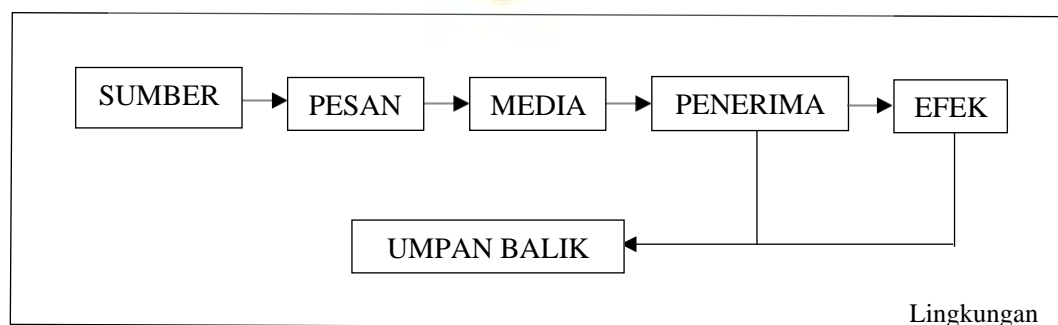 SUMBER
PESAN
MEDIA
PENERIMA
EFEK
UMPAN BALIK
Lingkungan